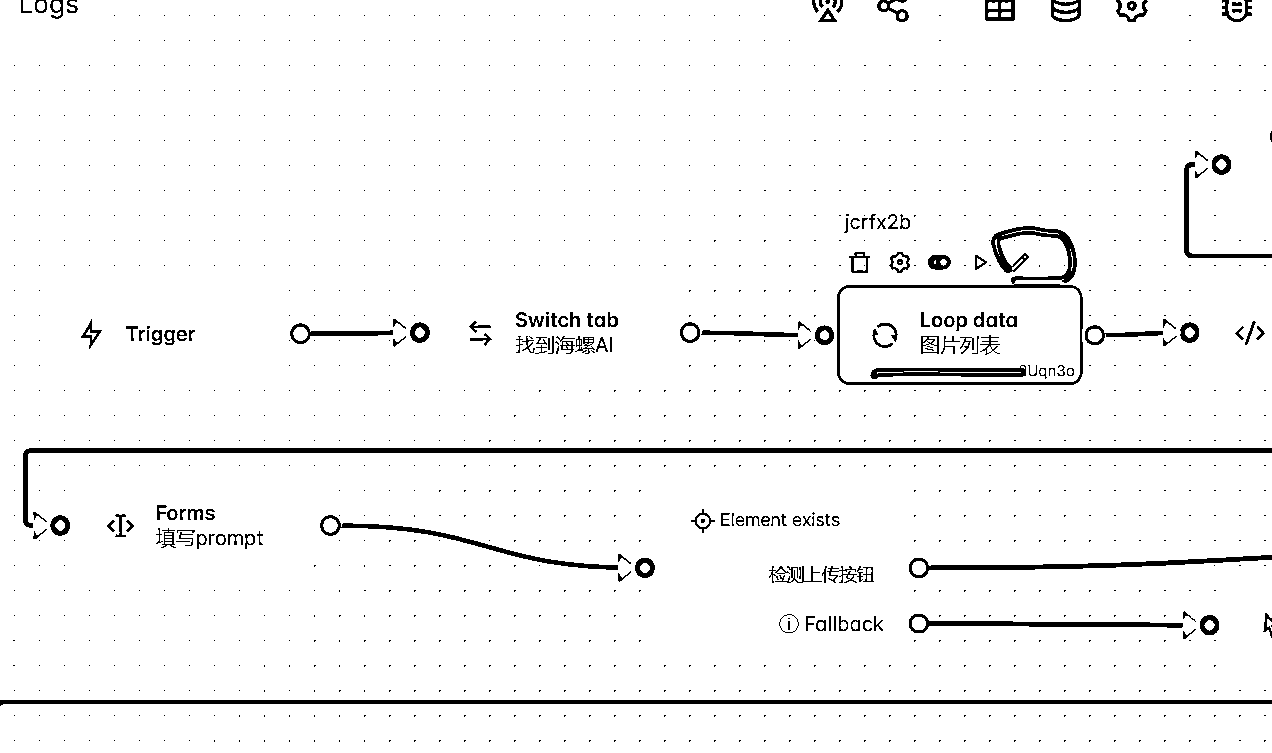 Logs
jcrfx2b
Trigger
Switch tab
找到海螺AI
Loop data
图片列表
Uqn3o
Forms
填写prompt
Element exists
检测上传按钮
Fallback